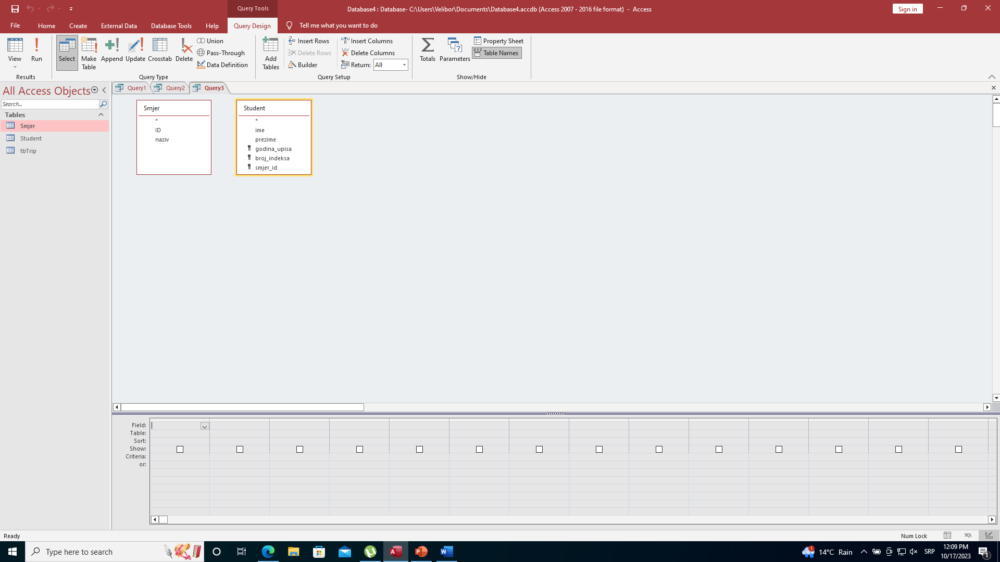 Query Tools
Database4 : Database- C:\Users\Velibor\Documents\Database4.accdb (Access 2007 - 2016 file format)  -  Access
Sign in
File Home Create External Data Database Tools Help Query Design Tell me what you want to do
View
Run
Results
Select
Make Table
Append
Update
Crosstab
Delete
Union
Pass-Through
Data Definition
Query Type
Add Tables
Insert Rows
Delete Rows
Builder
Insert Columns
Delete Columns
Return: All
Query Setup
Totals
Parameters
Property Sheet
XYZ
Table Names
Show/Hide
All Access Objects
Search...
Tables
Smjer
Student
tbTrip
Query1
Query2
Query3
Smjer
*
ID
naziv
Student
*
ime
prezime
godina_upisa
broj_indeksa
smjer_id
Field:
Table:
Sort:
Show:
Criteria:
or:
Ready
Num Lock
SQL
Type here to search
1
14°C Rain
SRP
12:09 PM
10/17/2023
1